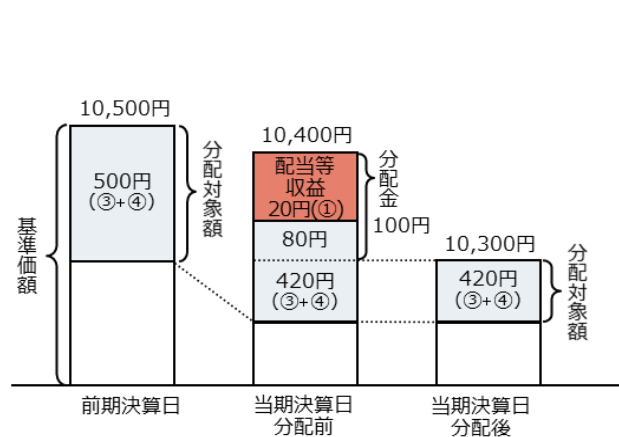 10,500円
500円
(③+④)
分配対象額
基準価額
前期決算日
10,400円
配当等
収益
20円(①)
80円
420円
(③+④)
分配金
100円
当期決算日
分配前
10,300円
420円
(③+④)
分配対象額
当期決算日
分配後